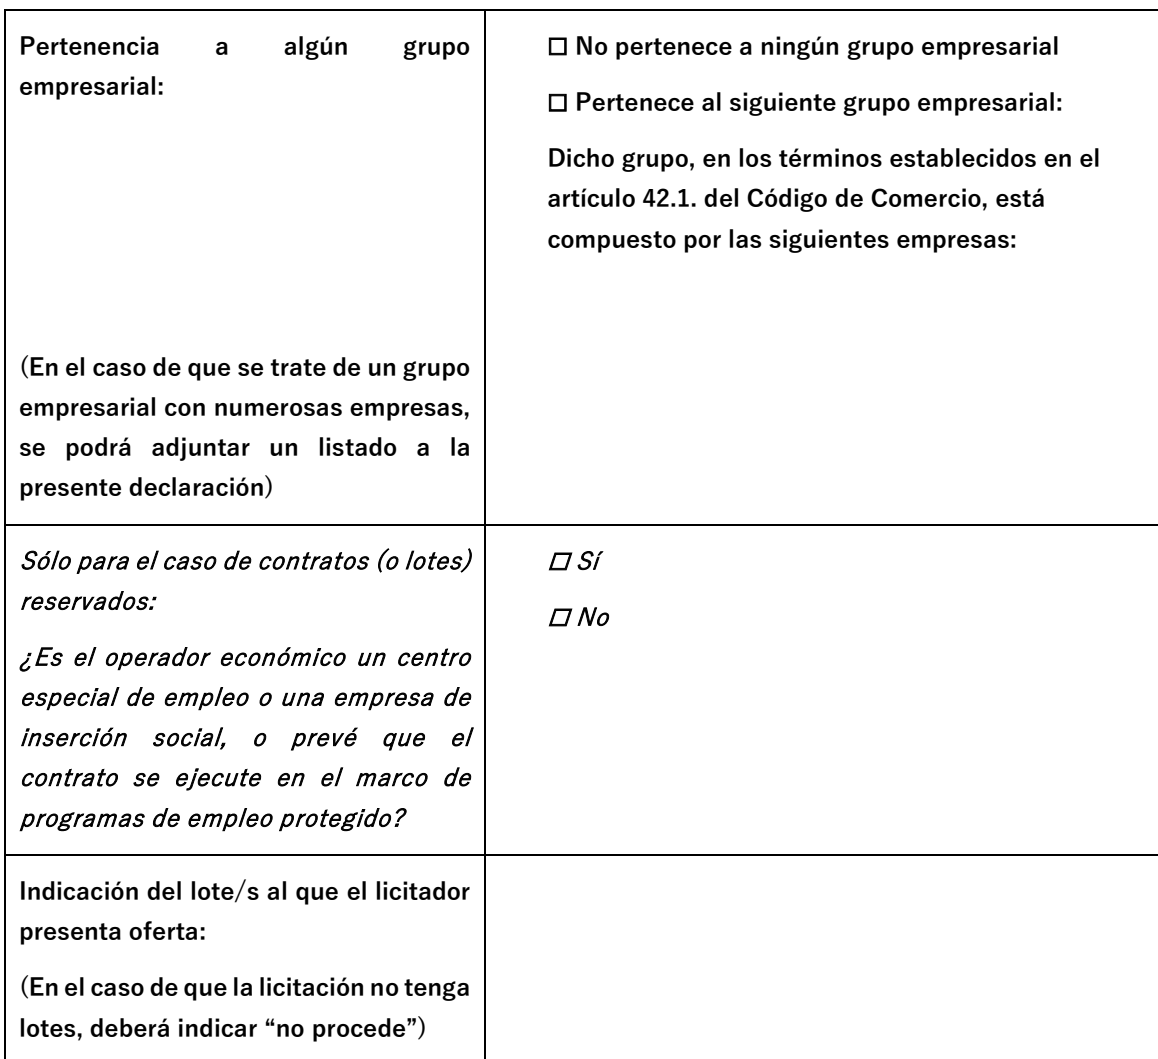 Pertenencia a algún grupo
empresarial:
☐ No pertenece a ningún grupo empresarial
☐ Pertenece al siguiente grupo empresarial:
Dicho grupo, en los términos establecidos en el
artículo 42.1. del Código de Comercio, está
compuesto por las siguientes empresas:
(En el caso de que se trate de un grupo
empresarial con numerosas empresas,
se podrá adjuntar un listado a la
presente declaración)
Sólo para el caso de contratos (o lotes)
reservados:
¿Es el operador económico un centro
especial de empleo o una empresa de
inserción social, o prevé que el
contrato se ejecute en el marco de
programas de empleo protegido?
☐ Sí
☐ No
Indicación del lote/s al que el licitador
presenta oferta:
(En el caso de que la licitación no tenga
lotes, deberá indicar “no procede”)